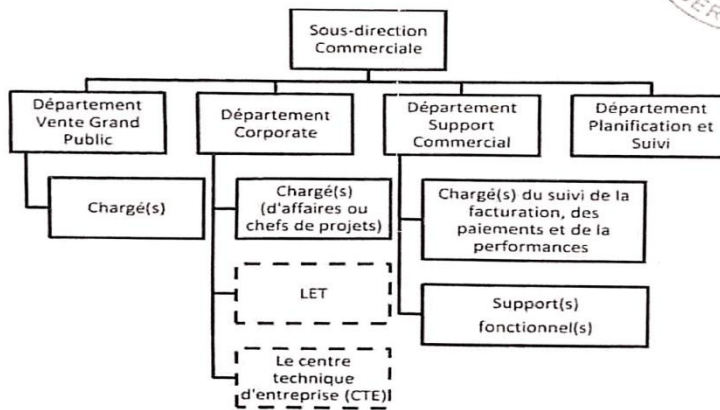 Sous-direction
Commerciale
Département
Vente Grand
Public
Département
Corporate
Département
Support
Commercial
Département
Planification et
Suivi
Chargé(s)
Chargé(s)
(d'affaires ou
chefs de projets)
Chargé(s) du suivi de la
facturation, des
paiements et de la
performances
LET
Support(s)
fonctionnel(s)
Le centre
technique
d'entreprise (CTE)